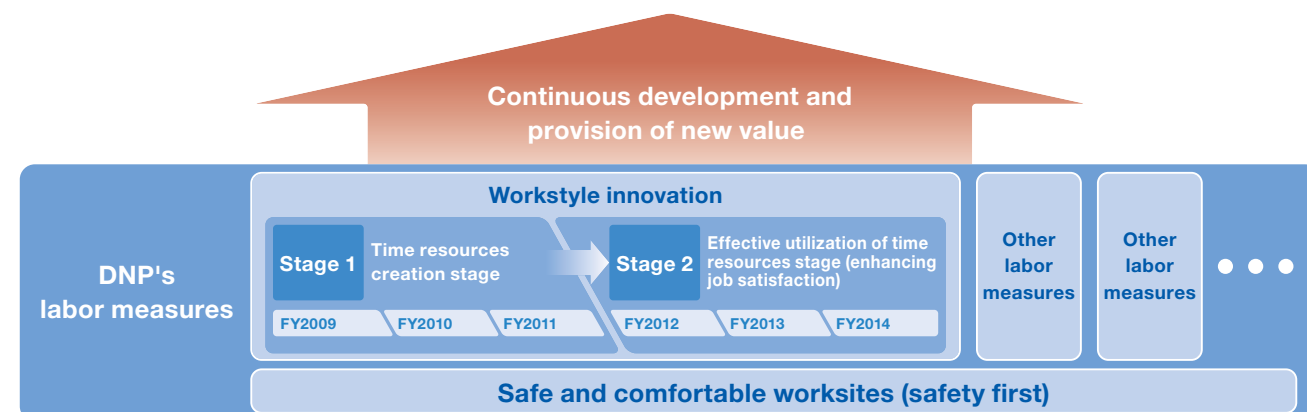 Continuous development and
provision of new value
DNP's
labor measures
Workstyle innovation
Stage 1
Time resources
creation stage
Stage 2
Effective utilization of time
resources stage (enhancing
job satisfaction)
FY2009
FY2010
FY2011
FY2012
FY2013
FY2014
Other
labor
measures
Other
labor
measures
Safe and comfortable worksites (safety first)